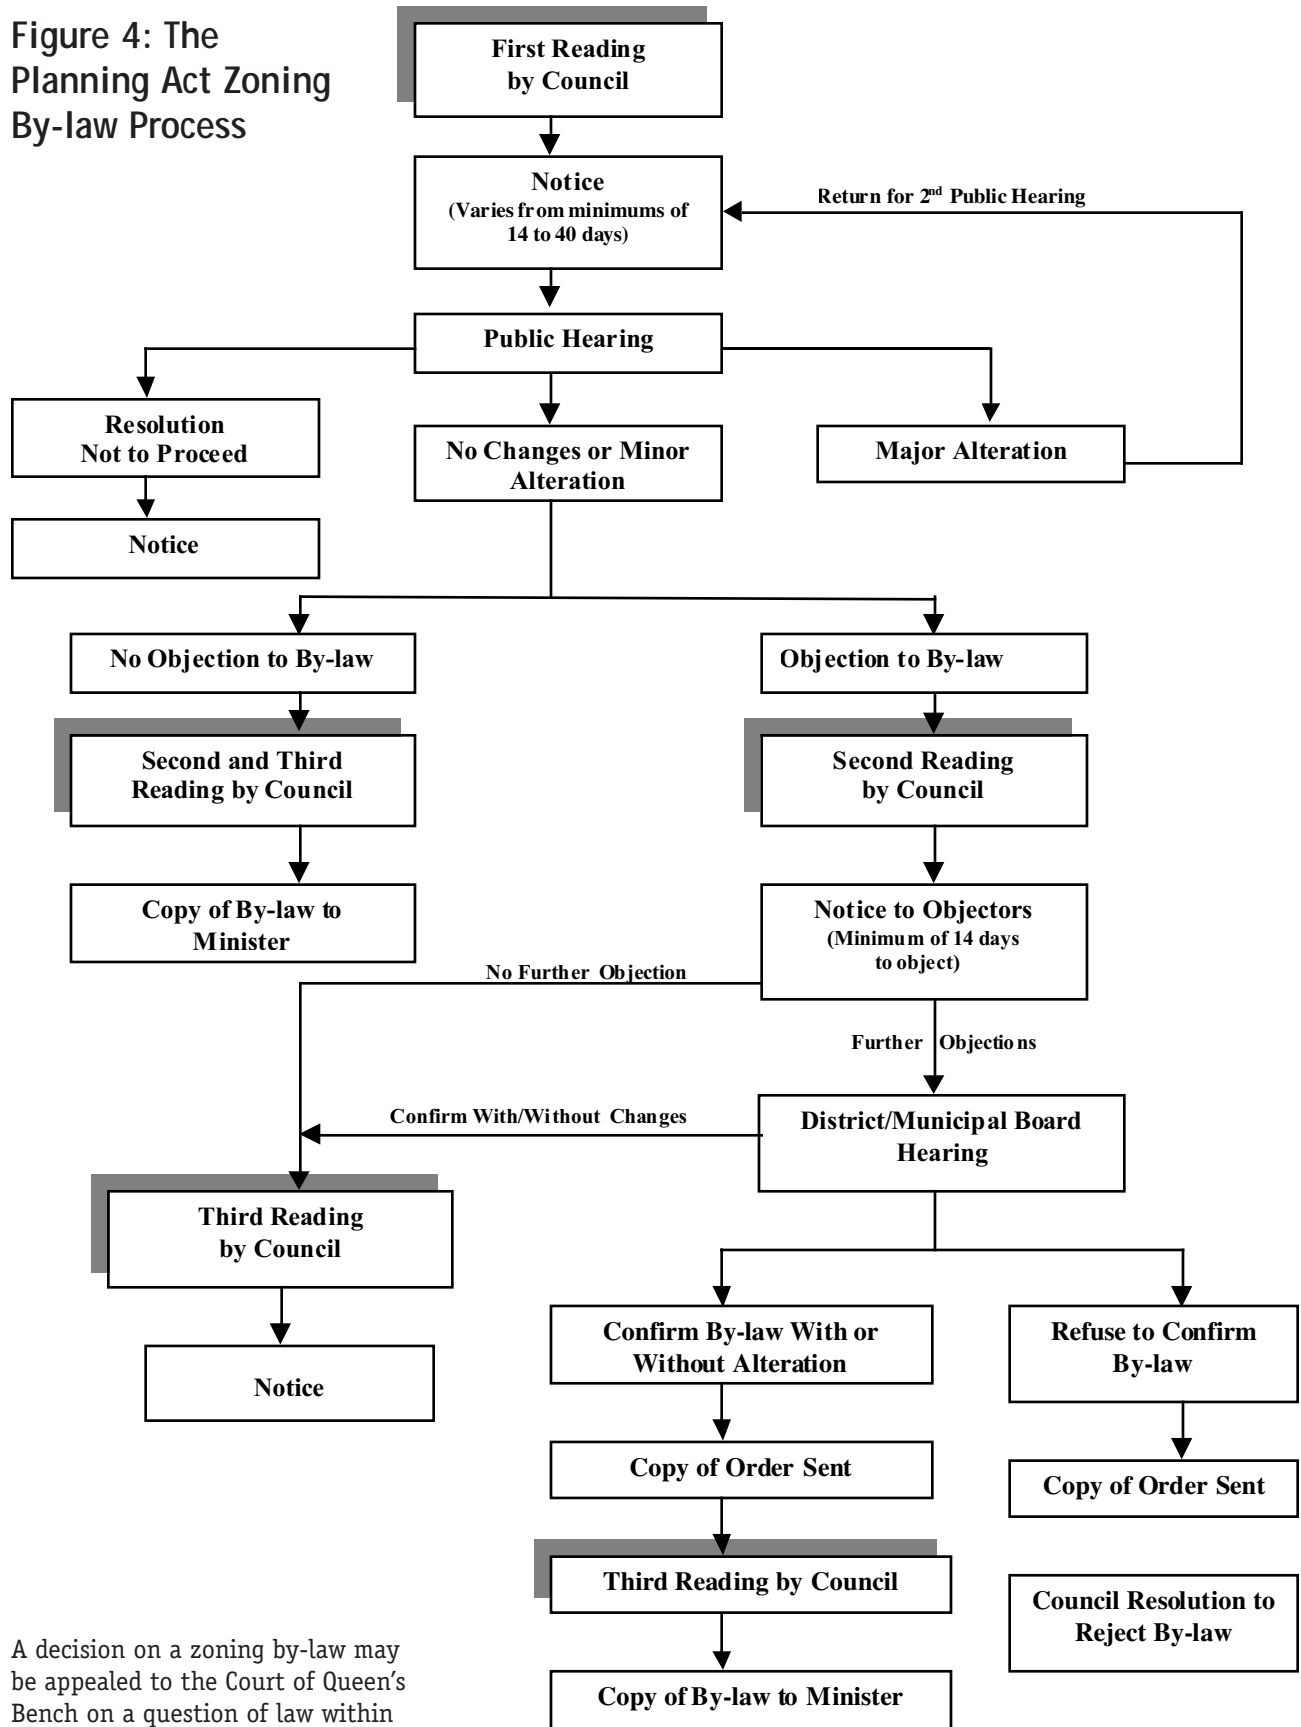 Figure 4: The
Planning Act Zoning
By-law Process
First Reading
by Council
Notice
(Varies from minimums of
14 to 40 days)
Return for 2nd Public Hearing
Public Hearing
Resolution
Not to Proceed
No Changes or Minor
Alteration
Major Alteration
Notice
No Objection to By-law
Objection to By-law
Second and Third
Reading by Council
Second Reading
by Council
Copy of By-law to
Minister
Notice to Objectors
(Minimum of 14 days
to object)
No Further Objection
Further Objections
Confirm With/Without Changes
District/Municipal Board
Hearing
Third Reading
by Council
Notice
Confirm By-law With or
Without Alteration
Refuse to Confirm
By-law
Copy of Order Sent
Copy of Order Sent
Third Reading by Council
Council Resolution to
Reject By-law
Copy of By-law to Minister
A decision on a zoning by-law may
be appealed to the Court of Queen's
Bench on a question of law within